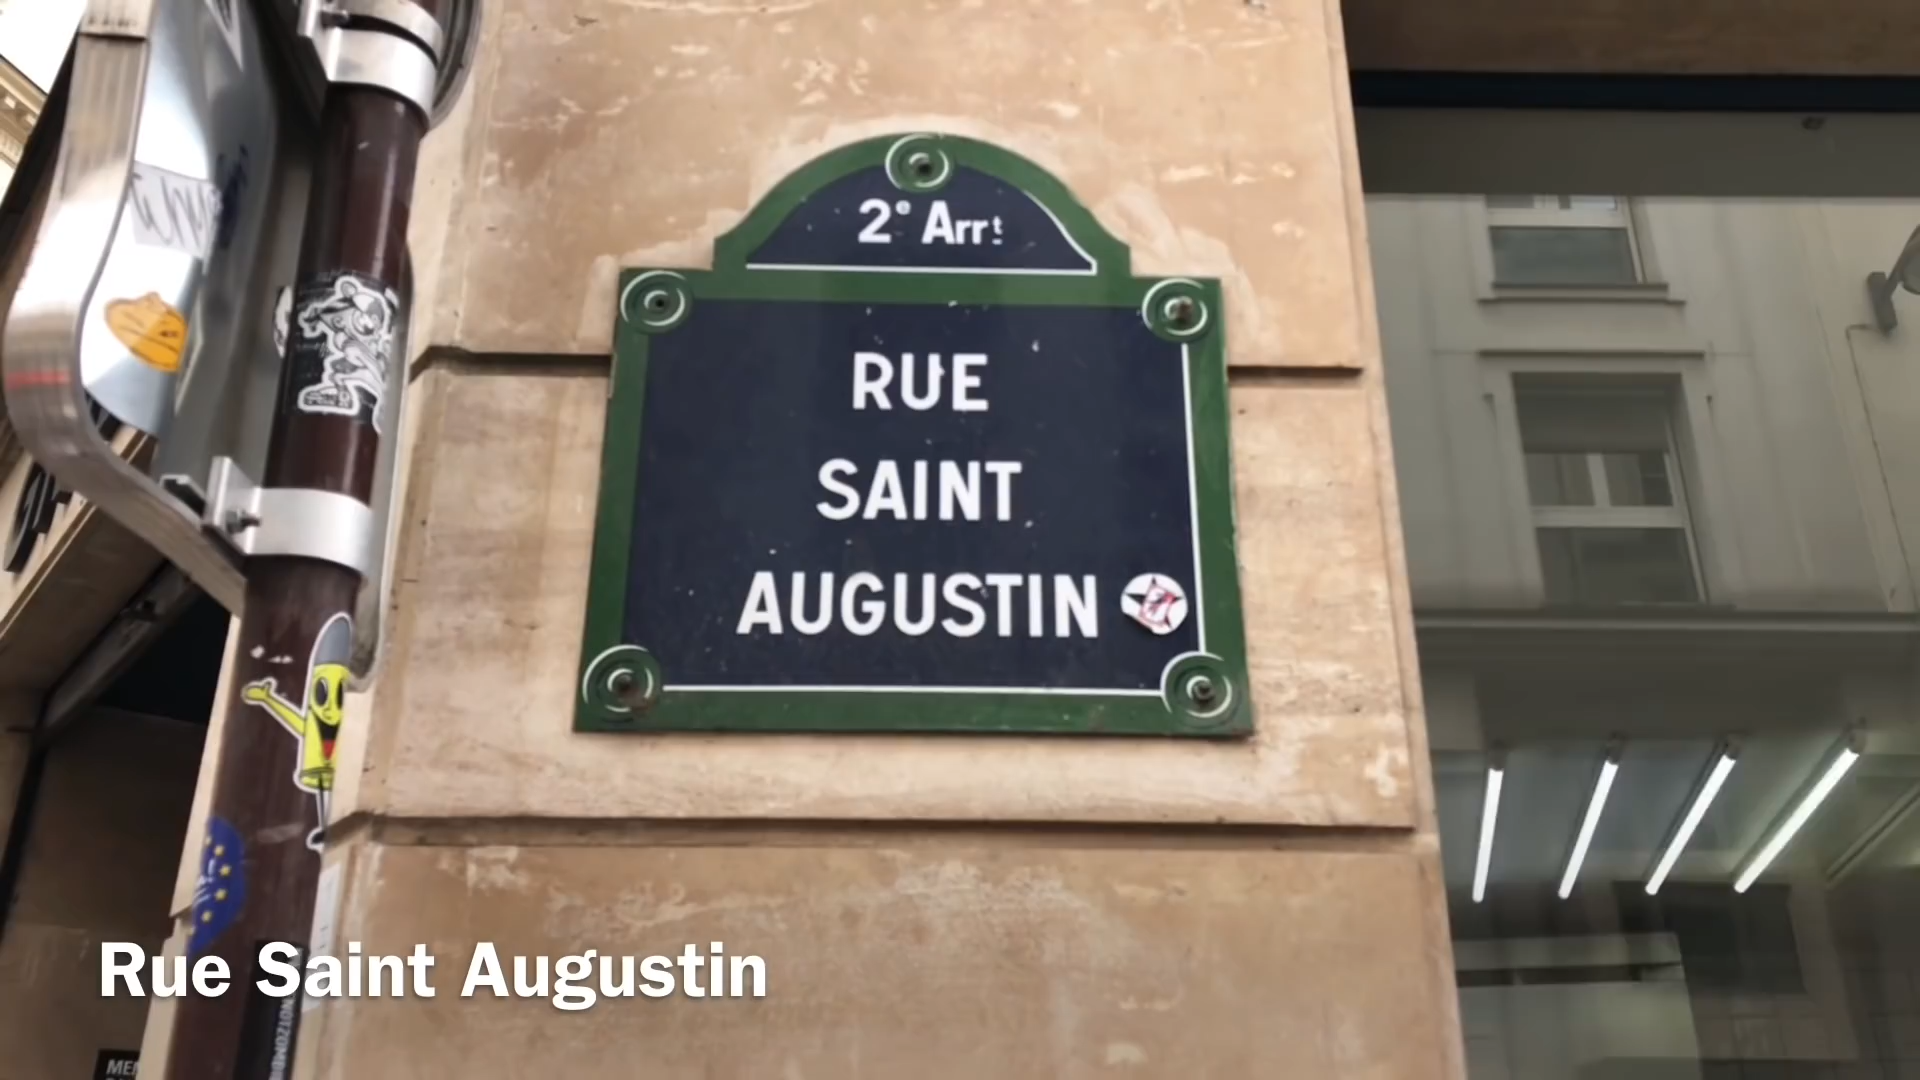 2e Arrt
RUE
SAINT
AUGUSTIN
Rue Saint Augustin